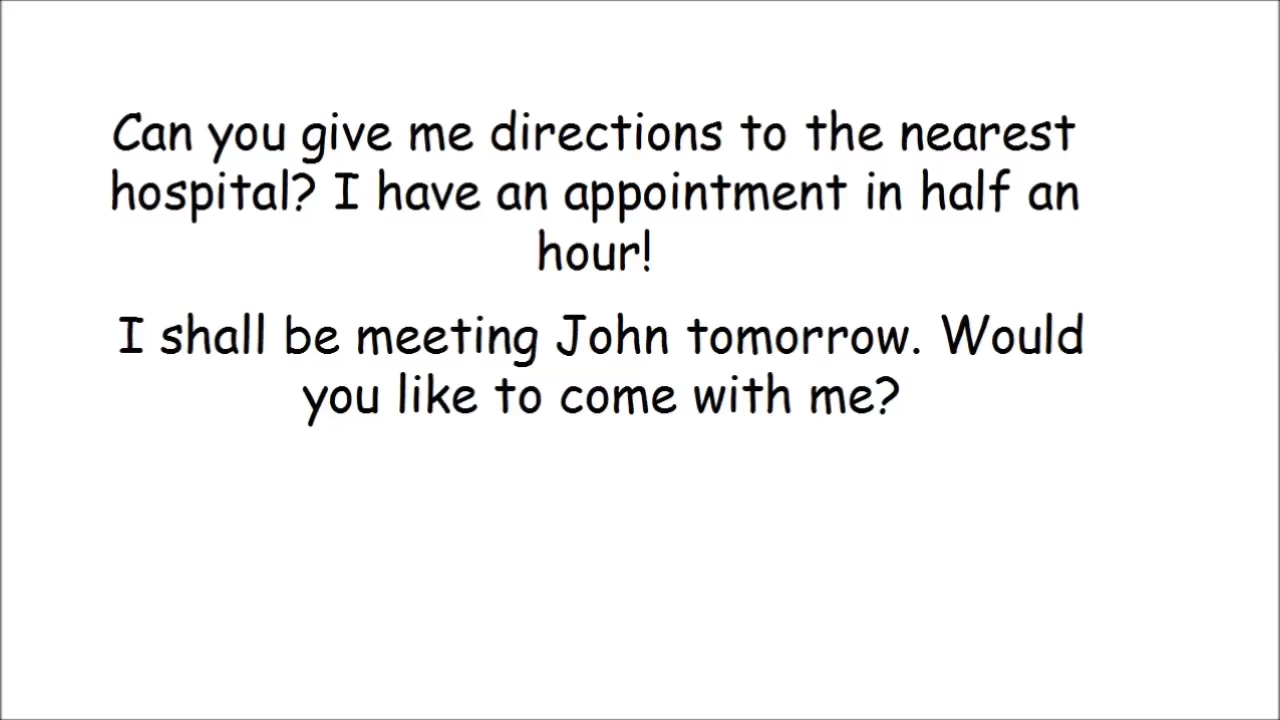 Can you give me directions to the nearest
hospital? I have an appointment in half an
hour!
I shall be meeting John tomorrow. Would
you like to come with me?